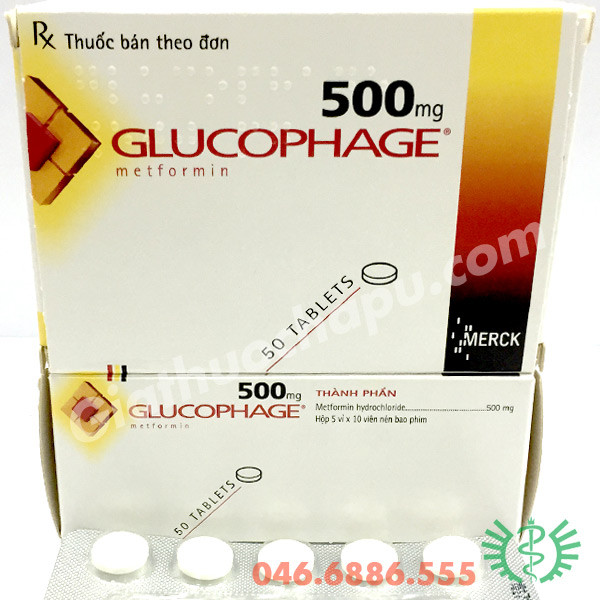 Rx Thuốc bán theo đơn
500mg
GLUCOPHAGE®
metformin
50 TABLETS
MERCK
Giathuochapu.com
500mg
GLUCOPHAGE®
metformin
THÀNH PHẦN
Metformin hydrochloride....................500 mg
Hộp 5 vỉ x 10 viên nén bao phim
50 TABLETS
046.6886.555